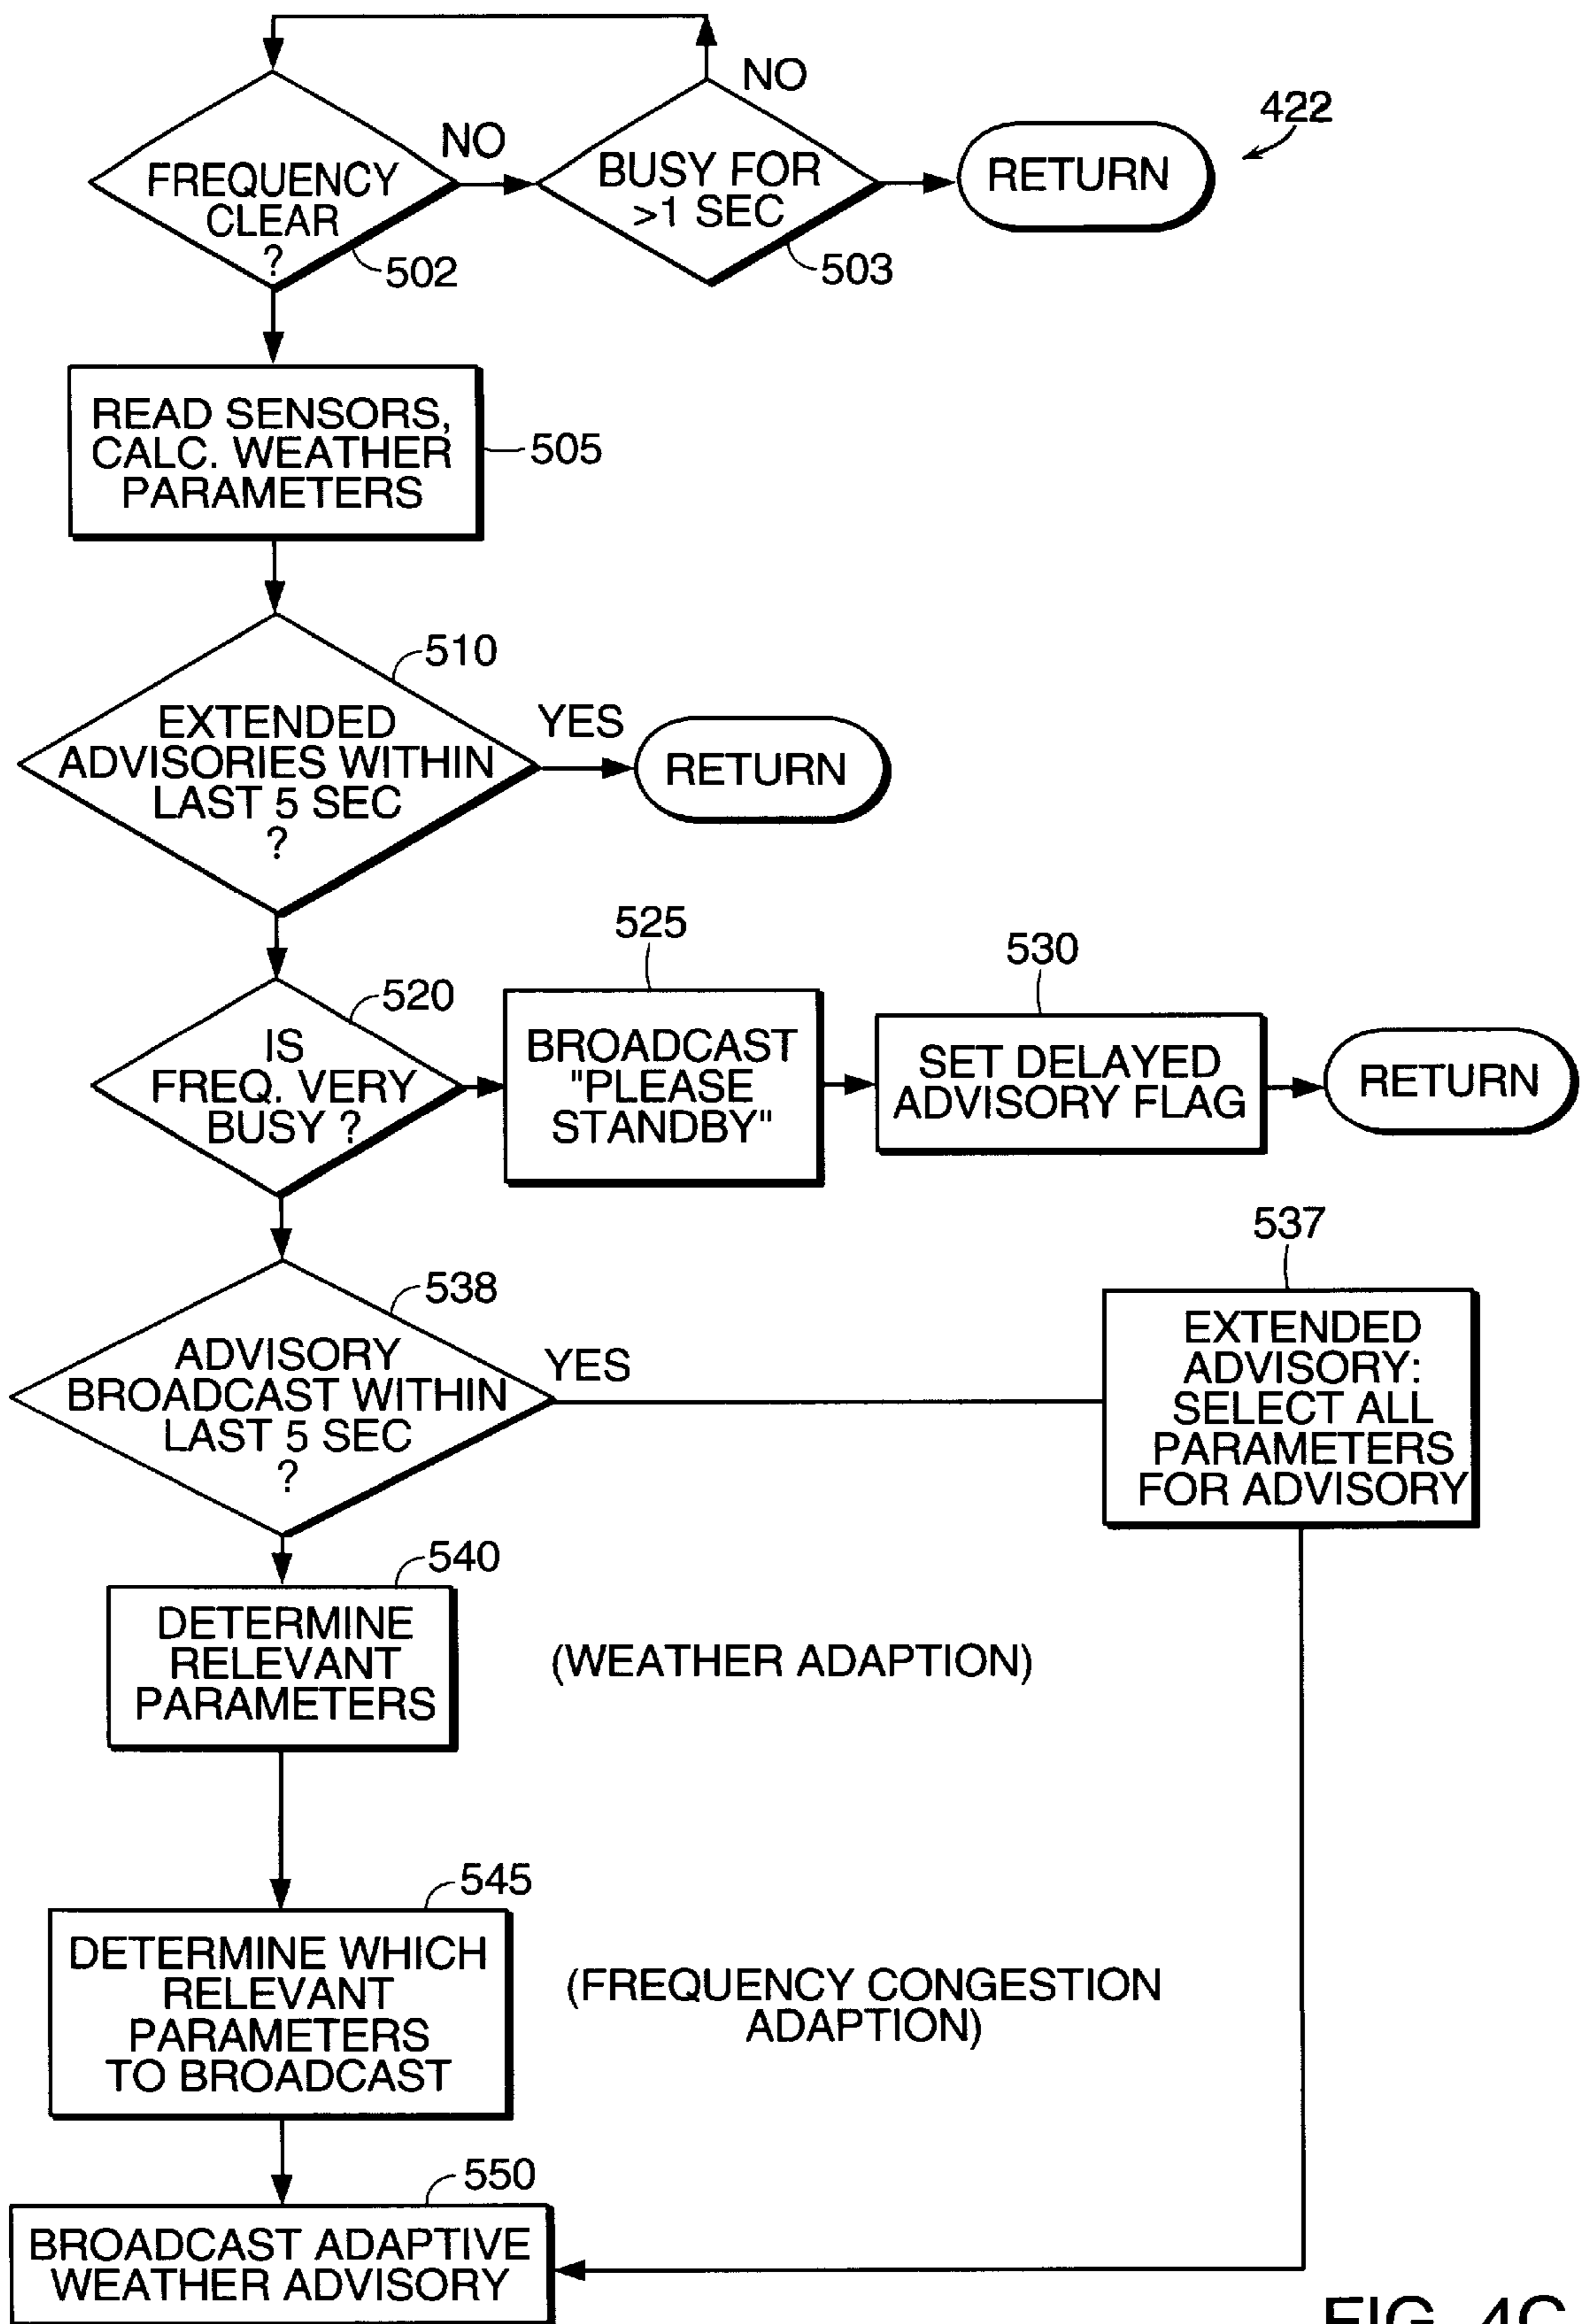 NO
NO
422
FREQUENCY
CLEAR
?
502
BUSY FOR
>1 SEC
503
RETURN
READ SENSORS,
CALC. WEATHER
PARAMETERS
505
510
EXTENDED
ADVISORIES WITHIN
LAST 5 SEC
?
YES
RETURN
520
IS
FREQ. VERY
BUSY ?
525
BROADCAST
"PLEASE
STANDBY"
530
SET DELAYED
ADVISORY FLAG
RETURN
538
ADVISORY
BROADCAST WITHIN
LAST 5 SEC
?
YES
537
EXTENDED
ADVISORY:
SELECT ALL
PARAMETERS
FOR ADVISORY
540
DETERMINE
RELEVANT
PARAMETERS
(WEATHER ADAPTION)
545
DETERMINE WHICH
RELEVANT
PARAMETERS
TO BROADCAST
(FREQUENCY CONGESTION
ADAPTION)
550
BROADCAST ADAPTIVE
WEATHER ADVISORY
FIG. 4C